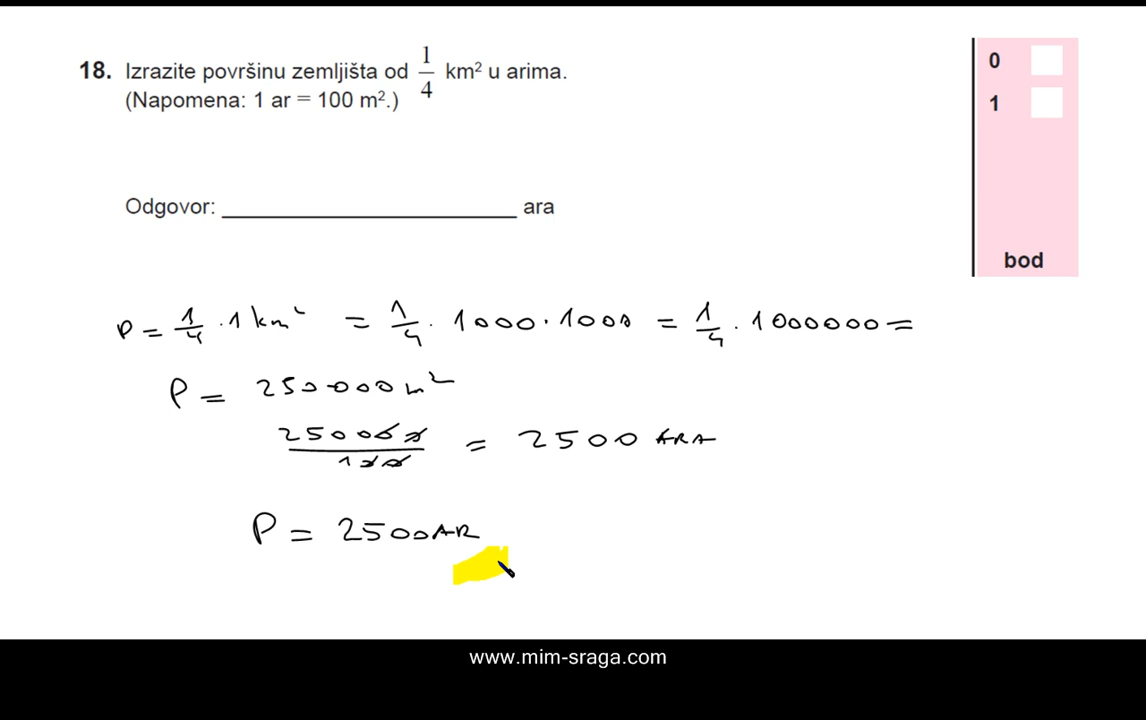 18. Izrazite površinu zemljišta od 1/4 km² u arima.
(Napomena: 1 ar = 100 m².)
0
1
Odgovor: ________________________ ara
bod
P = 1/4 · 1 km² = 1/4 · 1000 · 1000 = 1/4 · 1000000 =
P = 250000 m²
250000/100 = 2500 ARA
P = 2500 AR
www.mim-sraga.com